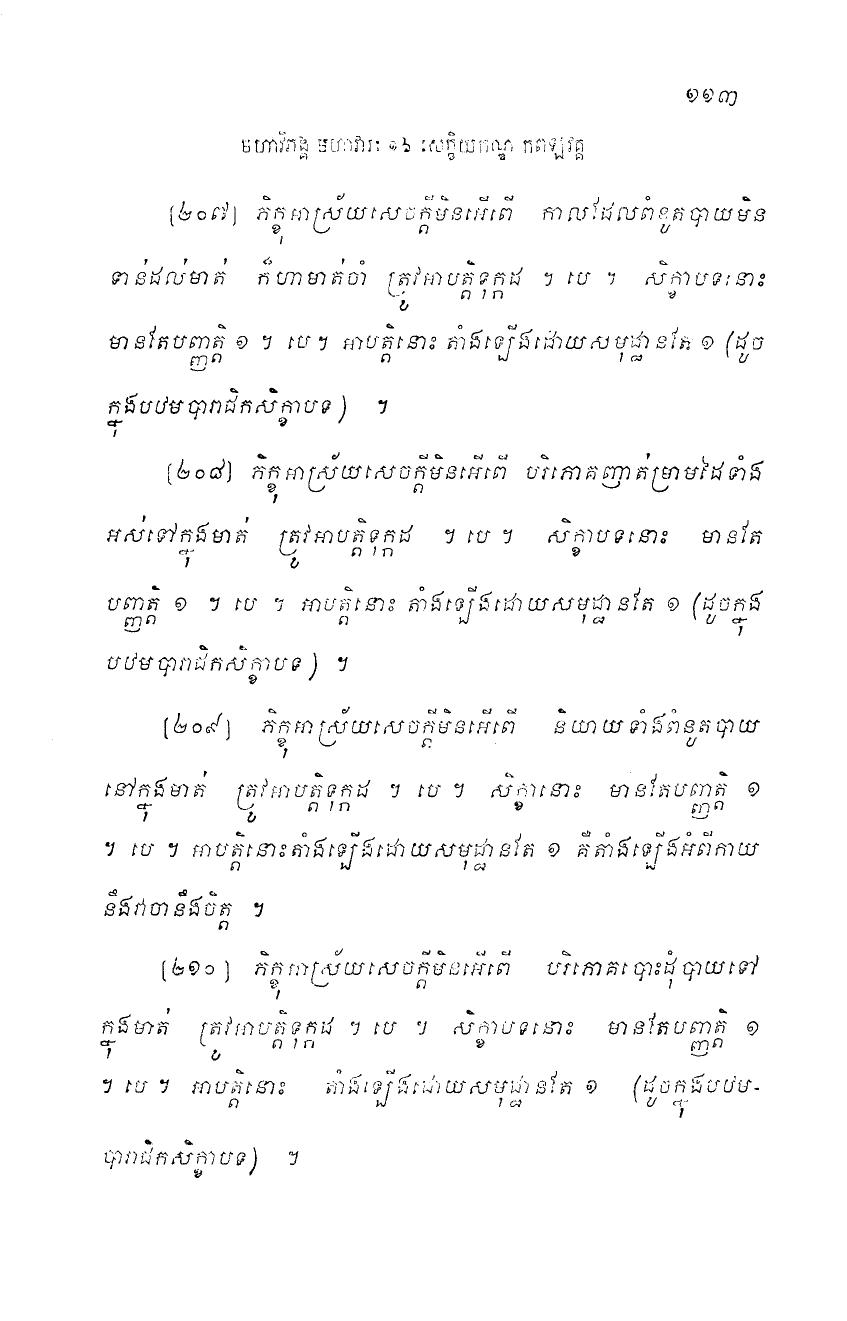 ១១៣
មហាវិភង្គ មហាវារៈ ១៦ សេក្ខិយកណ្ឌ កពឡវគ្គ
[២០៧] ភិក្ខុអាស្រ័យសេចក្តីមិនអើពើ កាលដែលពំនូតបាយមិន
ទាន់ដល់មាត់ ក៏ហាមាត់ចាំ ត្រូវអាបត្តិទុក្កដ ។ បេ ។ សិក្ខាបទនោះ
មានតែបញ្ញត្តិ ១ ។ បេ។ អាបត្តិនោះ តាំងឡើងដោយសមុដ្ឋានតែ ១ (ដូច
ក្នុងបឋមបារាជិកសិក្ខាបទ) ។
[២០៨] ភិក្ខុអាស្រ័យសេចក្តីមិនអើពើ បរិភោគញាត់ម្រាមដៃទាំង
អស់ទៅក្នុងមាត់ ត្រូវអាបត្តិទុក្កដ ។ បេ ។ សិក្ខាបទនោះ មានតែ
បញ្ញត្តិ ១ ។ បេ ។ អាបត្តិនោះ តាំងឡើងដោយសមុដ្ឋានតែ ១ (ដូចក្នុង
បឋមបារាជិកសិក្ខាបទ) ។
[២០៩] ភិក្ខុអាស្រ័យសេចក្តីមិនអើពើ និយាយទាំងពំនូតបាយ
នៅក្នុងមាត់ ត្រូវអាបត្តិទុក្កដ ។ បេ ។ សិក្ខានោះ មានតែបញ្ញត្តិ ១
។ បេ ។ អាបត្តិនោះតាំងឡើងដោយសមុដ្ឋានតែ ១ គឺតាំងឡើងអំពីកាយ
នឹងវាចានឹងចិត្ត ។
[២១០] ភិក្ខុអាស្រ័យសេចក្តីមិនអើពើ បរិភោគបោះដុំបាយទៅ
ក្នុងមាត់ ត្រូវអាបត្តិទុក្កដ ។ បេ ។ សិក្ខាបទនោះ មានតែបញ្ញត្តិ ១
។ បេ ។ អាបត្តិនោះ តាំងឡើងដោយសមុដ្ឋានតែ ១ (ដូចក្នុងបឋម-
បារាជិកសិក្ខាបទ) ។